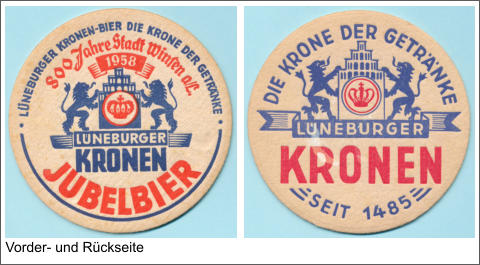 LÜNEBURGER KRONEN-BIER DIE KRONE DER GETRÄNKE
800 Jahre Stadt Winsen a/L.
1958
LÜNEBURGER
KRONEN
JUBELBIER
DIE KRONE DER GETRÄNKE
LÜNEBURGER
KRONEN
SEIT 1485
Vorder- und Rückseite